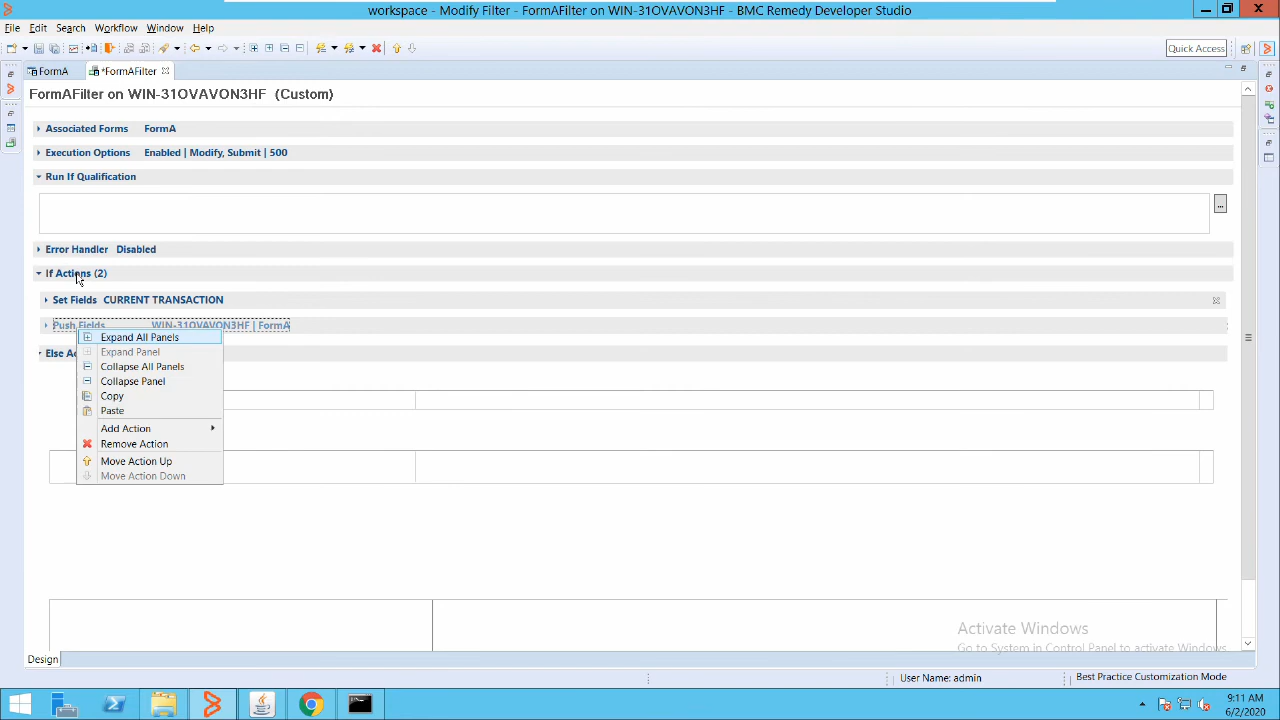 workspace - Modify Filter - FormAFilter on WIN-31OVAVON3HF - BMC Remedy Developer Studio
File Edit Search Workflow Window Help
Quick Access
FormA *FormAFilter
FormAFilter on WIN-31OVAVON3HF (Custom)
Associated Forms FormA
Execution Options Enabled | Modify, Submit | 500
Run If Qualification
...
Error Handler Disabled
If Actions (2)
Set Fields CURRENT TRANSACTION
Push Fields WIN-31OVAVON3HF | FormA
Expand All Panels
Expand Panel
Else Ac
Collapse All Panels
Collapse Panel
Copy
Paste
Add Action
Remove Action
Move Action Up
Move Action Down
Activate Windows
Go to System in Control Panel to activate Windows.
Design
User Name: admin
Best Practice Customization Mode
9:11 AM
6/2/2020